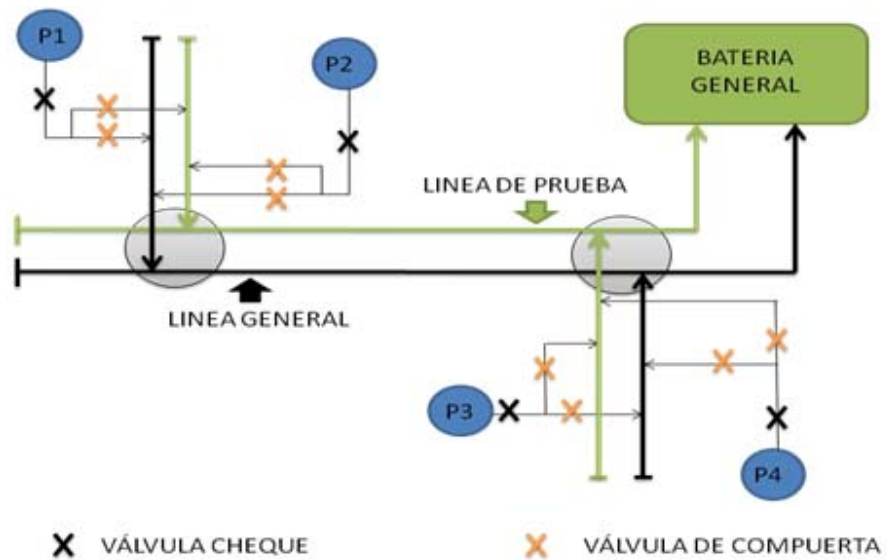 P1
P2
BATERIA
GENERAL
LINEA DE PRUEBA
LINEA GENERAL
P3
P4
VÁLVULA CHEQUE
VÁLVULA DE COMPUERTA